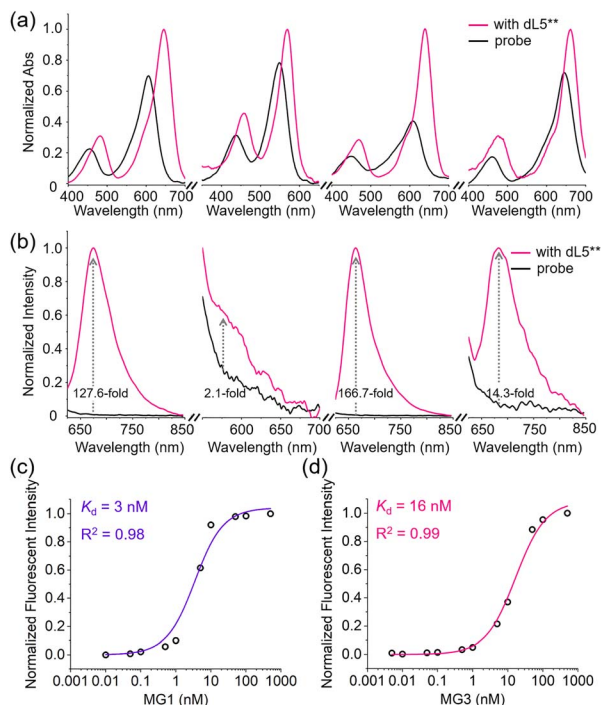 (a)
with dL5**
probe
Normalized Abs
1.0
0.8
0.6
0.4
0.2
0
400 500 600 700 400 500 600 400 500 600 700 400 500 600 700
Wavelength (nm) Wavelength (nm) Wavelength (nm) Wavelength (nm)
(b)
with dL5**
probe
Normalized Intensity
1.0
0.8
0.6
0.4
0.2
0.0
127.6-fold 2.1-fold 166.7-fold 14.3-fold
650 750 850 600 650 700 650 750 850 650 750 850
Wavelength (nm) Wavelength (nm) Wavelength (nm) Wavelength (nm)
(c)
Kd = 3 nM
R2 = 0.98
Normalized Fluorescent Intensity
1.0
0.8
0.6
0.4
0.2
0.0
0.001 0.01 0.1 1 10 100 1000
MG1 (nM)
(d)
Kd = 16 nM
R2 = 0.99
Normalized Fluorescent Intensity
1.0
0.8
0.6
0.4
0.2
0.0
0.001 0.01 0.1 1 10 100 1000
MG3 (nM)